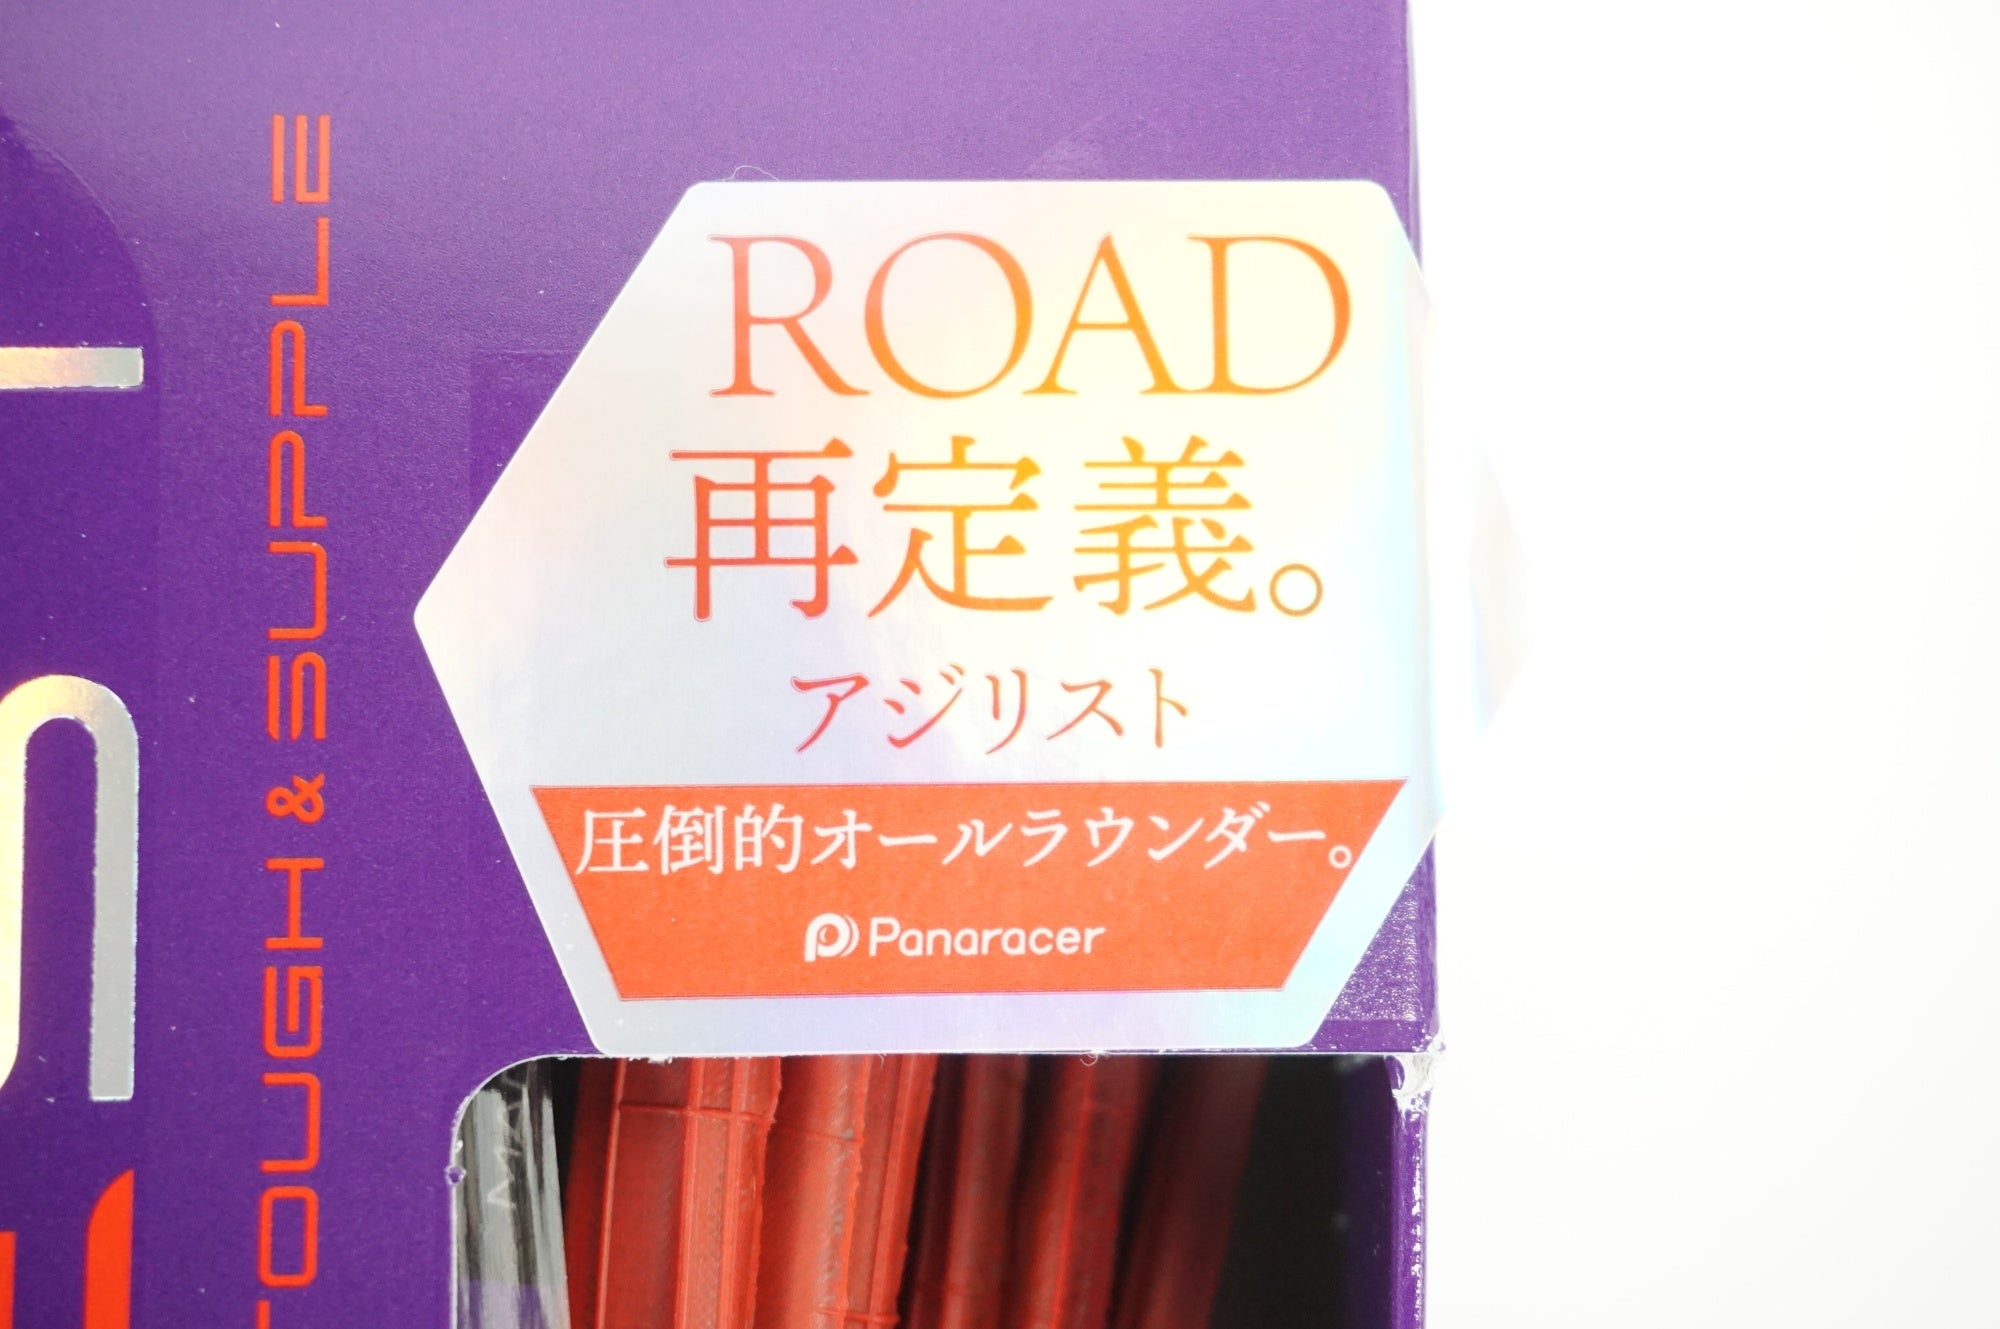 TOUGH & SUPPLE
ROAD
再定義。
アジリスト
圧倒的オールラウンダー。
Panaracer